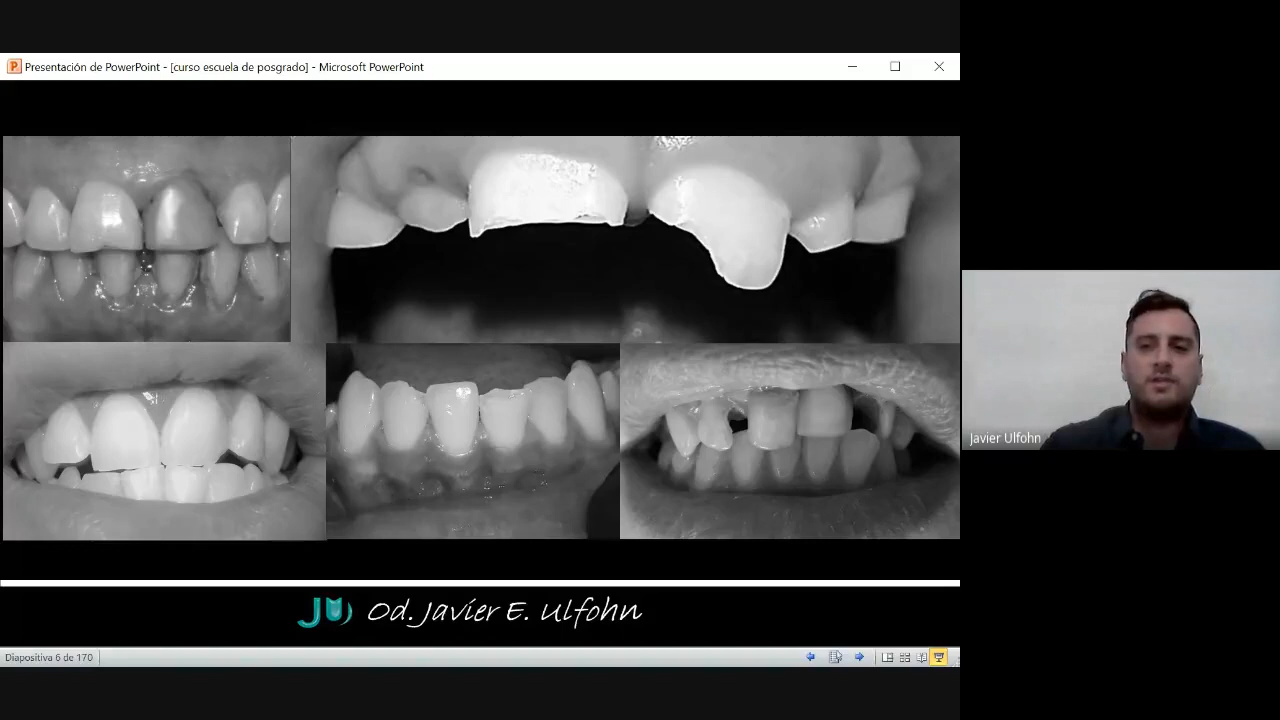 Presentación de PowerPoint - [curso escuela de posgrado] - Microsoft PowerPoint
Javier Ulfohn
JU Od. Javier E. Ulfohn
Diapositiva 6 de 170